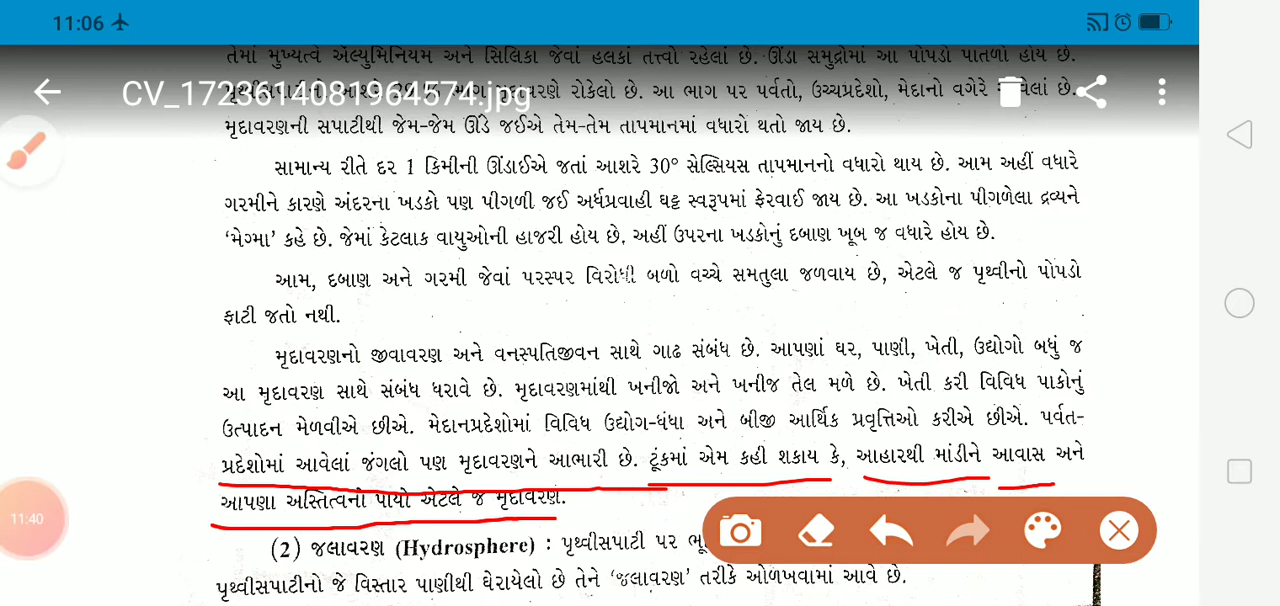 11:06
તેમાં મુખ્યત્વે ઍલ્યુમિનિયમ અને સિલિકા જેવાં હલકાં તત્ત્વો રહેલાં છે. ઊંડા સમુદ્રોમાં આ પોપડો પાતળો હોય છે.
CV_1723614081964574.jpg
રોકેલો છે. આ ભાગ પર પર્વતો, ઉચ્ચપ્રદેશો, મેદાનો વગેરે છે.
મૃદાવરણની સપાટીથી જેમ-જેમ ઊંડે જઈએ તેમ-તેમ તાપમાનમાં વધારો થતો જાય છે.
સામાન્ય રીતે દર 1 કિમીની ઊંડાઈએ જતાં આશરે 30° સેલ્સિયસ તાપમાનનો વધારો થાય છે. આમ અહીં વધારે
ગરમીને કારણે અંદરના ખડકો પણ પીગળી જઈ અર્ધપ્રવાહી ઘટ્ટ સ્વરૂપમાં ફેરવાઈ જાય છે. આ ખડકોના પીગળેલા દ્રવ્યને
‘મેગ્મા’ કહે છે. જેમાં કેટલાક વાયુઓની હાજરી હોય છે. અહીં ઉપરના ખડકોનું દબાણ ખૂબ જ વધારે હોય છે.
આમ, દબાણ અને ગરમી જેવાં પરસ્પર વિરોધી બળો વચ્ચે સમતુલા જળવાય છે, એટલે જ પૃથ્વીનો પોપડો
ફાટી જતો નથી.
મૃદાવરણનો જીવાવરણ અને વનસ્પતિજીવન સાથે ગાઢ સંબંધ છે. આપણાં ઘર, પાણી, ખેતી, ઉદ્યોગો બધું જ
આ મૃદાવરણ સાથે સંબંધ ધરાવે છે. મૃદાવરણમાંથી ખનીજો અને ખનીજ તેલ મળે છે. ખેતી કરી વિવિધ પાકોનું
ઉત્પાદન મેળવીએ છીએ. મેદાનપ્રદેશોમાં વિવિધ ઉદ્યોગ-ધંધા અને બીજી આર્થિક પ્રવૃત્તિઓ કરીએ છીએ. પર્વત-
પ્રદેશોમાં આવેલાં જંગલો પણ મૃદાવરણને આભારી છે. ટૂંકમાં એમ કહી શકાય કે, આહારથી માંડીને આવાસ અને
આપણા અસ્તિત્વનો પાયો એટલે જ મૃદાવરણ.
11:40
(2) જલાવરણ (Hydrosphere) : પૃથ્વીસપાટી પર
પૃથ્વીસપાટીનો જે વિસ્તાર પાણીથી ઘેરાયેલો છે તેને ‘જલાવરણ’ તરીકે ઓળખવામાં આવે છે.